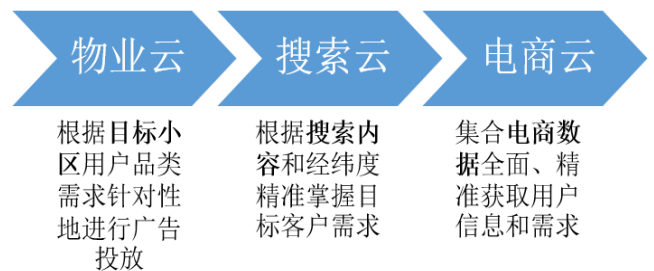 物业云
搜索云
电商云
根据目标小
区用户品类
需求针对性
地进行广告
投放
根据搜索内
容和经纬度
精准掌握目
标客户需求
集合电商数
据全面、精
准获取用户
信息和需求